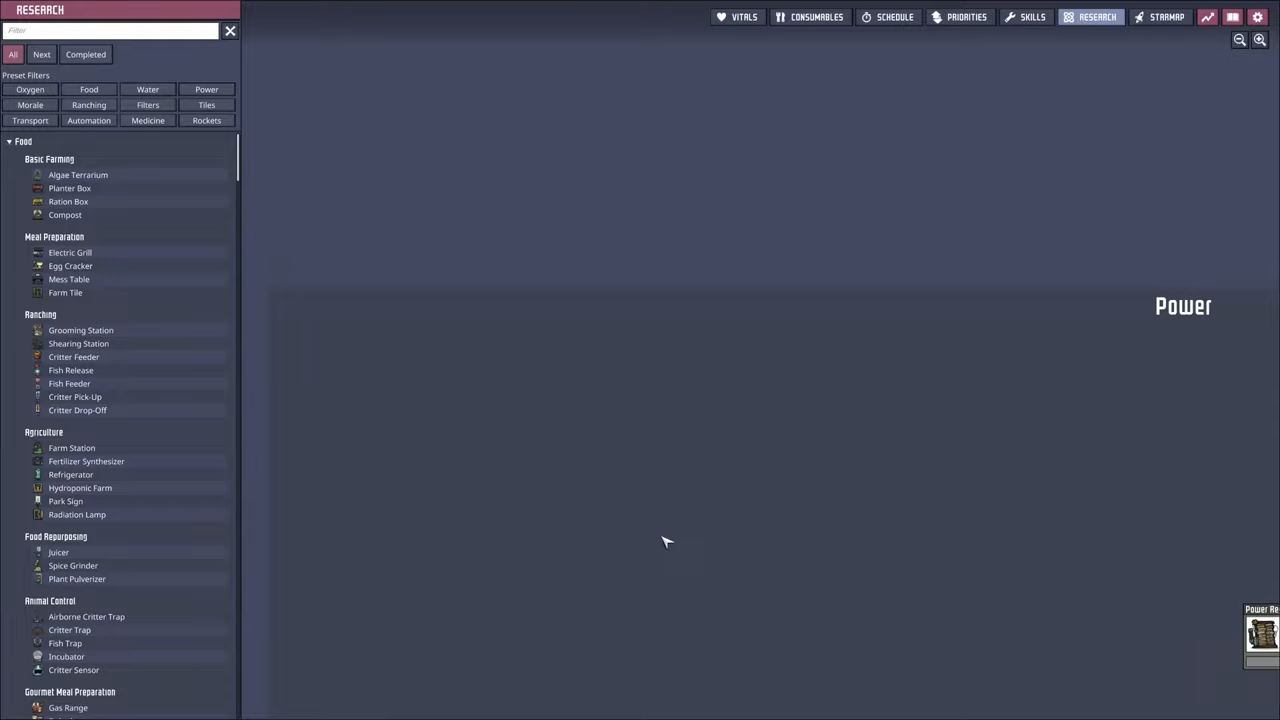 RESEARCH
VITALS CONSUMABLES SCHEDULE PRIORITIES SKILLS RESEARCH STARMAP
Filter
All Next Completed
Preset Filters
Oxygen Food Water Power
Morale Ranching Filters Tiles
Transport Automation Medicine Rockets
Food
Basic Farming
Algae Terrarium
Planter Box
Ration Box
Compost
Meal Preparation
Electric Grill
Egg Cracker
Mess Table
Farm Tile
Ranching
Grooming Station
Shearing Station
Critter Feeder
Fish Release
Fish Feeder
Critter Pick-Up
Critter Drop-Off
Agriculture
Farm Station
Fertilizer Synthesizer
Refrigerator
Hydroponic Farm
Park Sign
Radiation Lamp
Food Repurposing
Juicer
Spice Grinder
Plant Pulverizer
Animal Control
Airborne Critter Trap
Critter Trap
Fish Trap
Incubator
Critter Sensor
Gourmet Meal Preparation
Gas Range
Power
Power Re